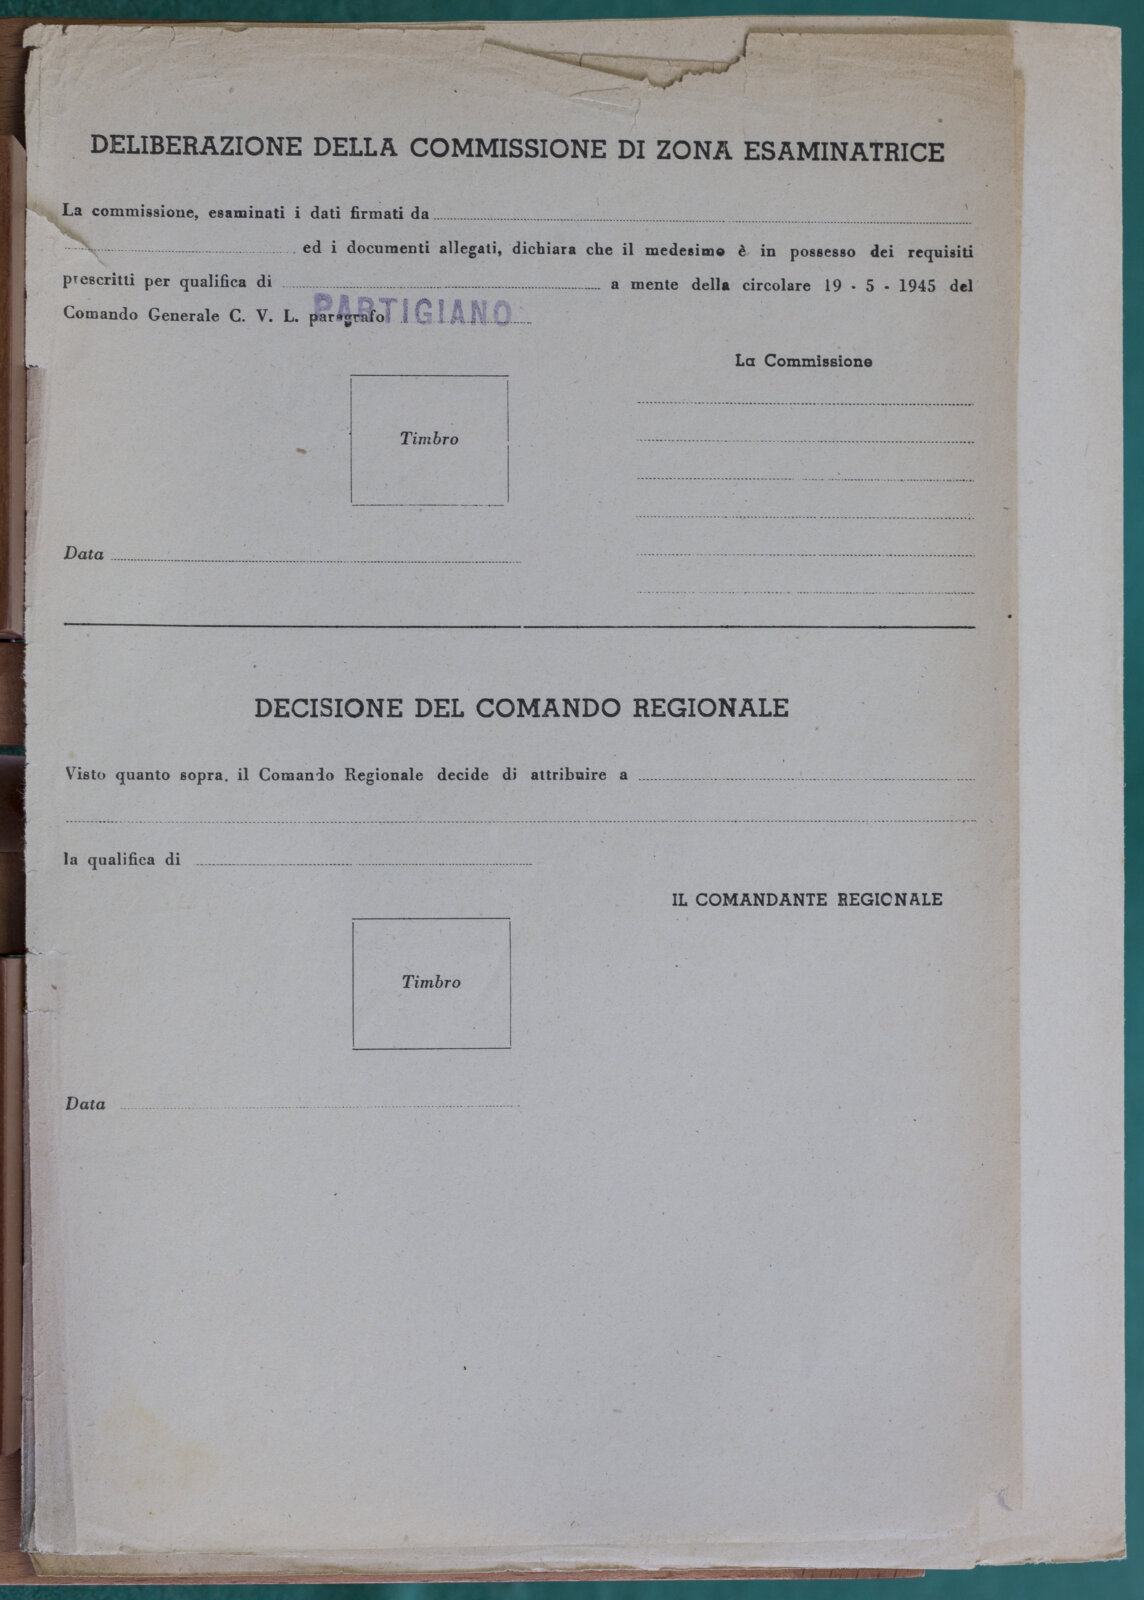 DELIBERAZIONE DELLA COMMISSIONE DI ZONA ESAMINATRICE
La commissione, esaminati i dati firmati da
ed i documenti allegati, dichiara che il medesimo è in possesso dei requisiti
prescritti per qualifica di a mente della circolare 19 - 5 - 1945 del
Comando Generale C. V. L. paragrafo PARTIGIANO
La Commissione
Timbro
Data
DECISIONE DEL COMANDO REGIONALE
Visto quanto sopra, il Comando Regionale decide di attribuire a
la qualifica di
IL COMANDANTE REGIONALE
Timbro
Data